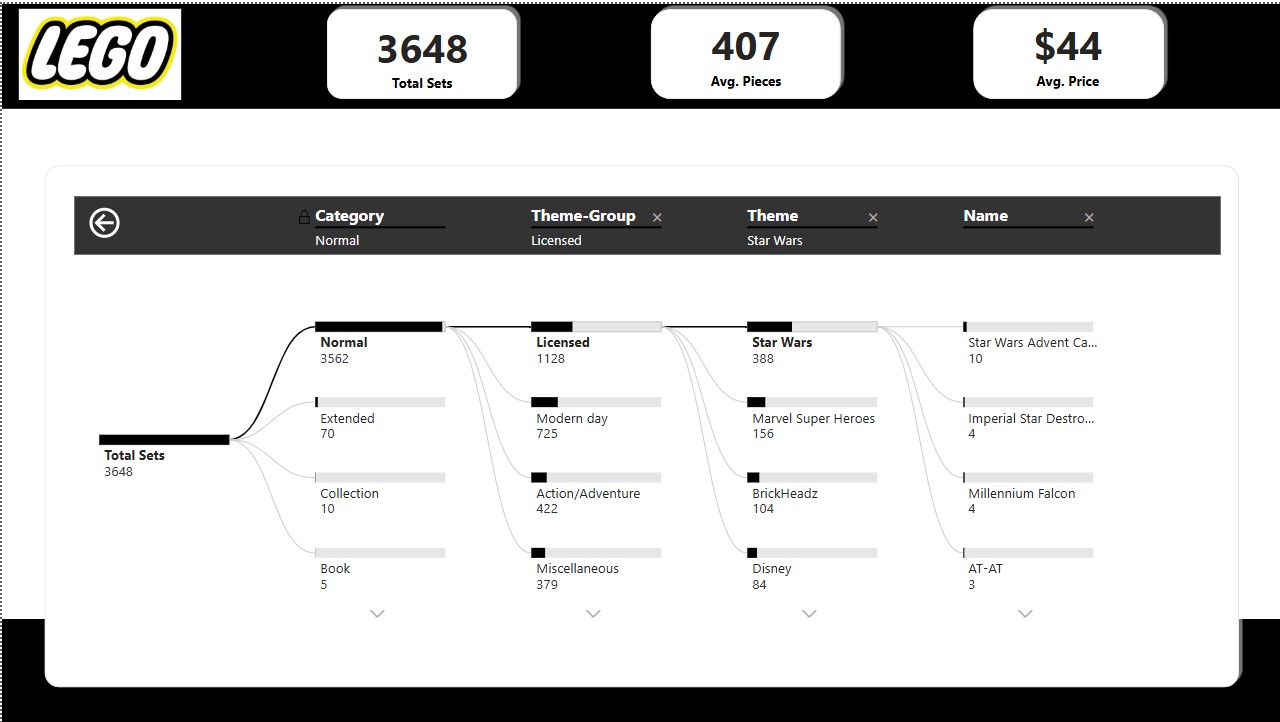 LEGO
3648
Total Sets
407
Avg. Pieces
$44
Avg. Price
Category
Normal
Theme-Group
Licensed
Theme
Star Wars
Name
Total Sets
3648
Normal
3562
Extended
70
Collection
10
Book
5
Licensed
1128
Modern day
725
Action/Adventure
422
Miscellaneous
379
Star Wars
388
Marvel Super Heroes
156
BrickHeadz
104
Disney
84
Star Wars Advent Ca...
10
Imperial Star Destro...
4
Millennium Falcon
4
AT-AT
3